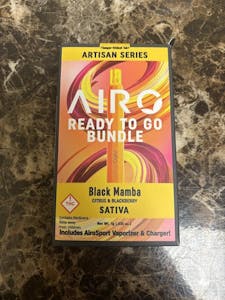 ARTISAN SERIES
AIRO
READY TO GO
BUNDLE
Black Mamba
CITRUS & BLACKBERRY
SATIVA
Includes AiroSport Vaporizer & Charger!